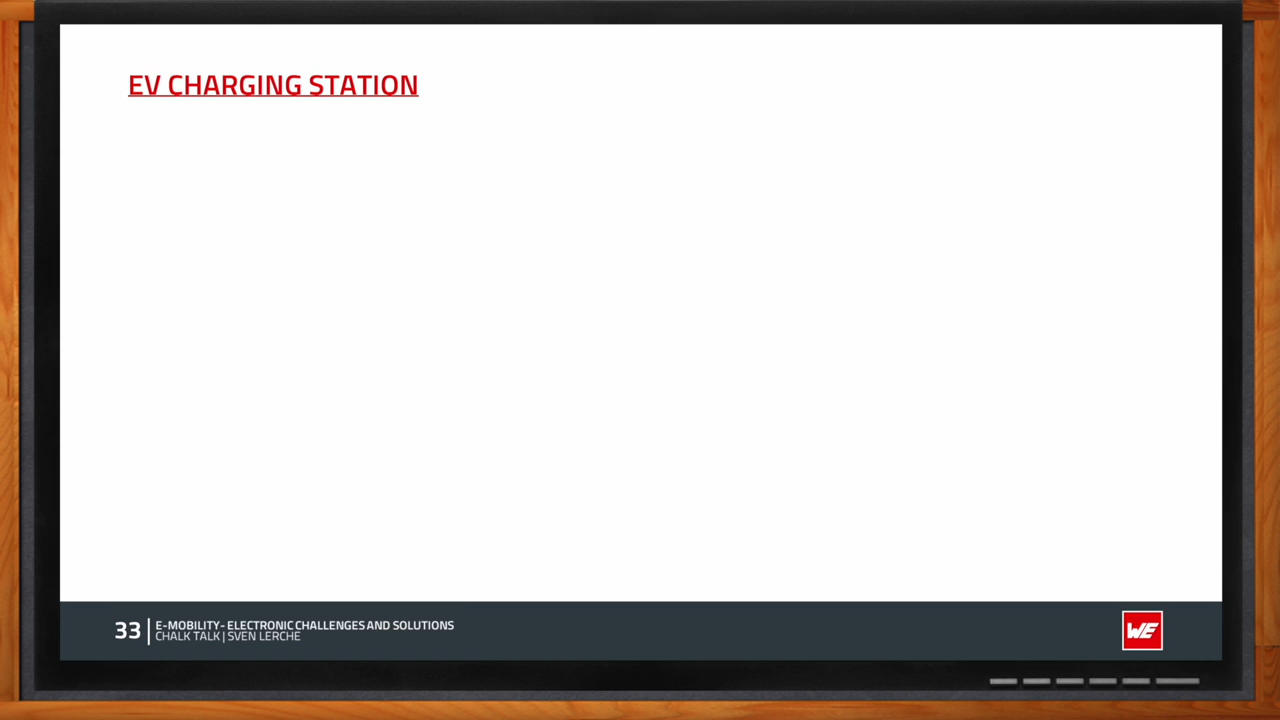 EV CHARGING STATION
33
E-MOBILITY- ELECTRONIC CHALLENGES AND SOLUTIONS
CHALK TALK | SVEN LERCHE
WE